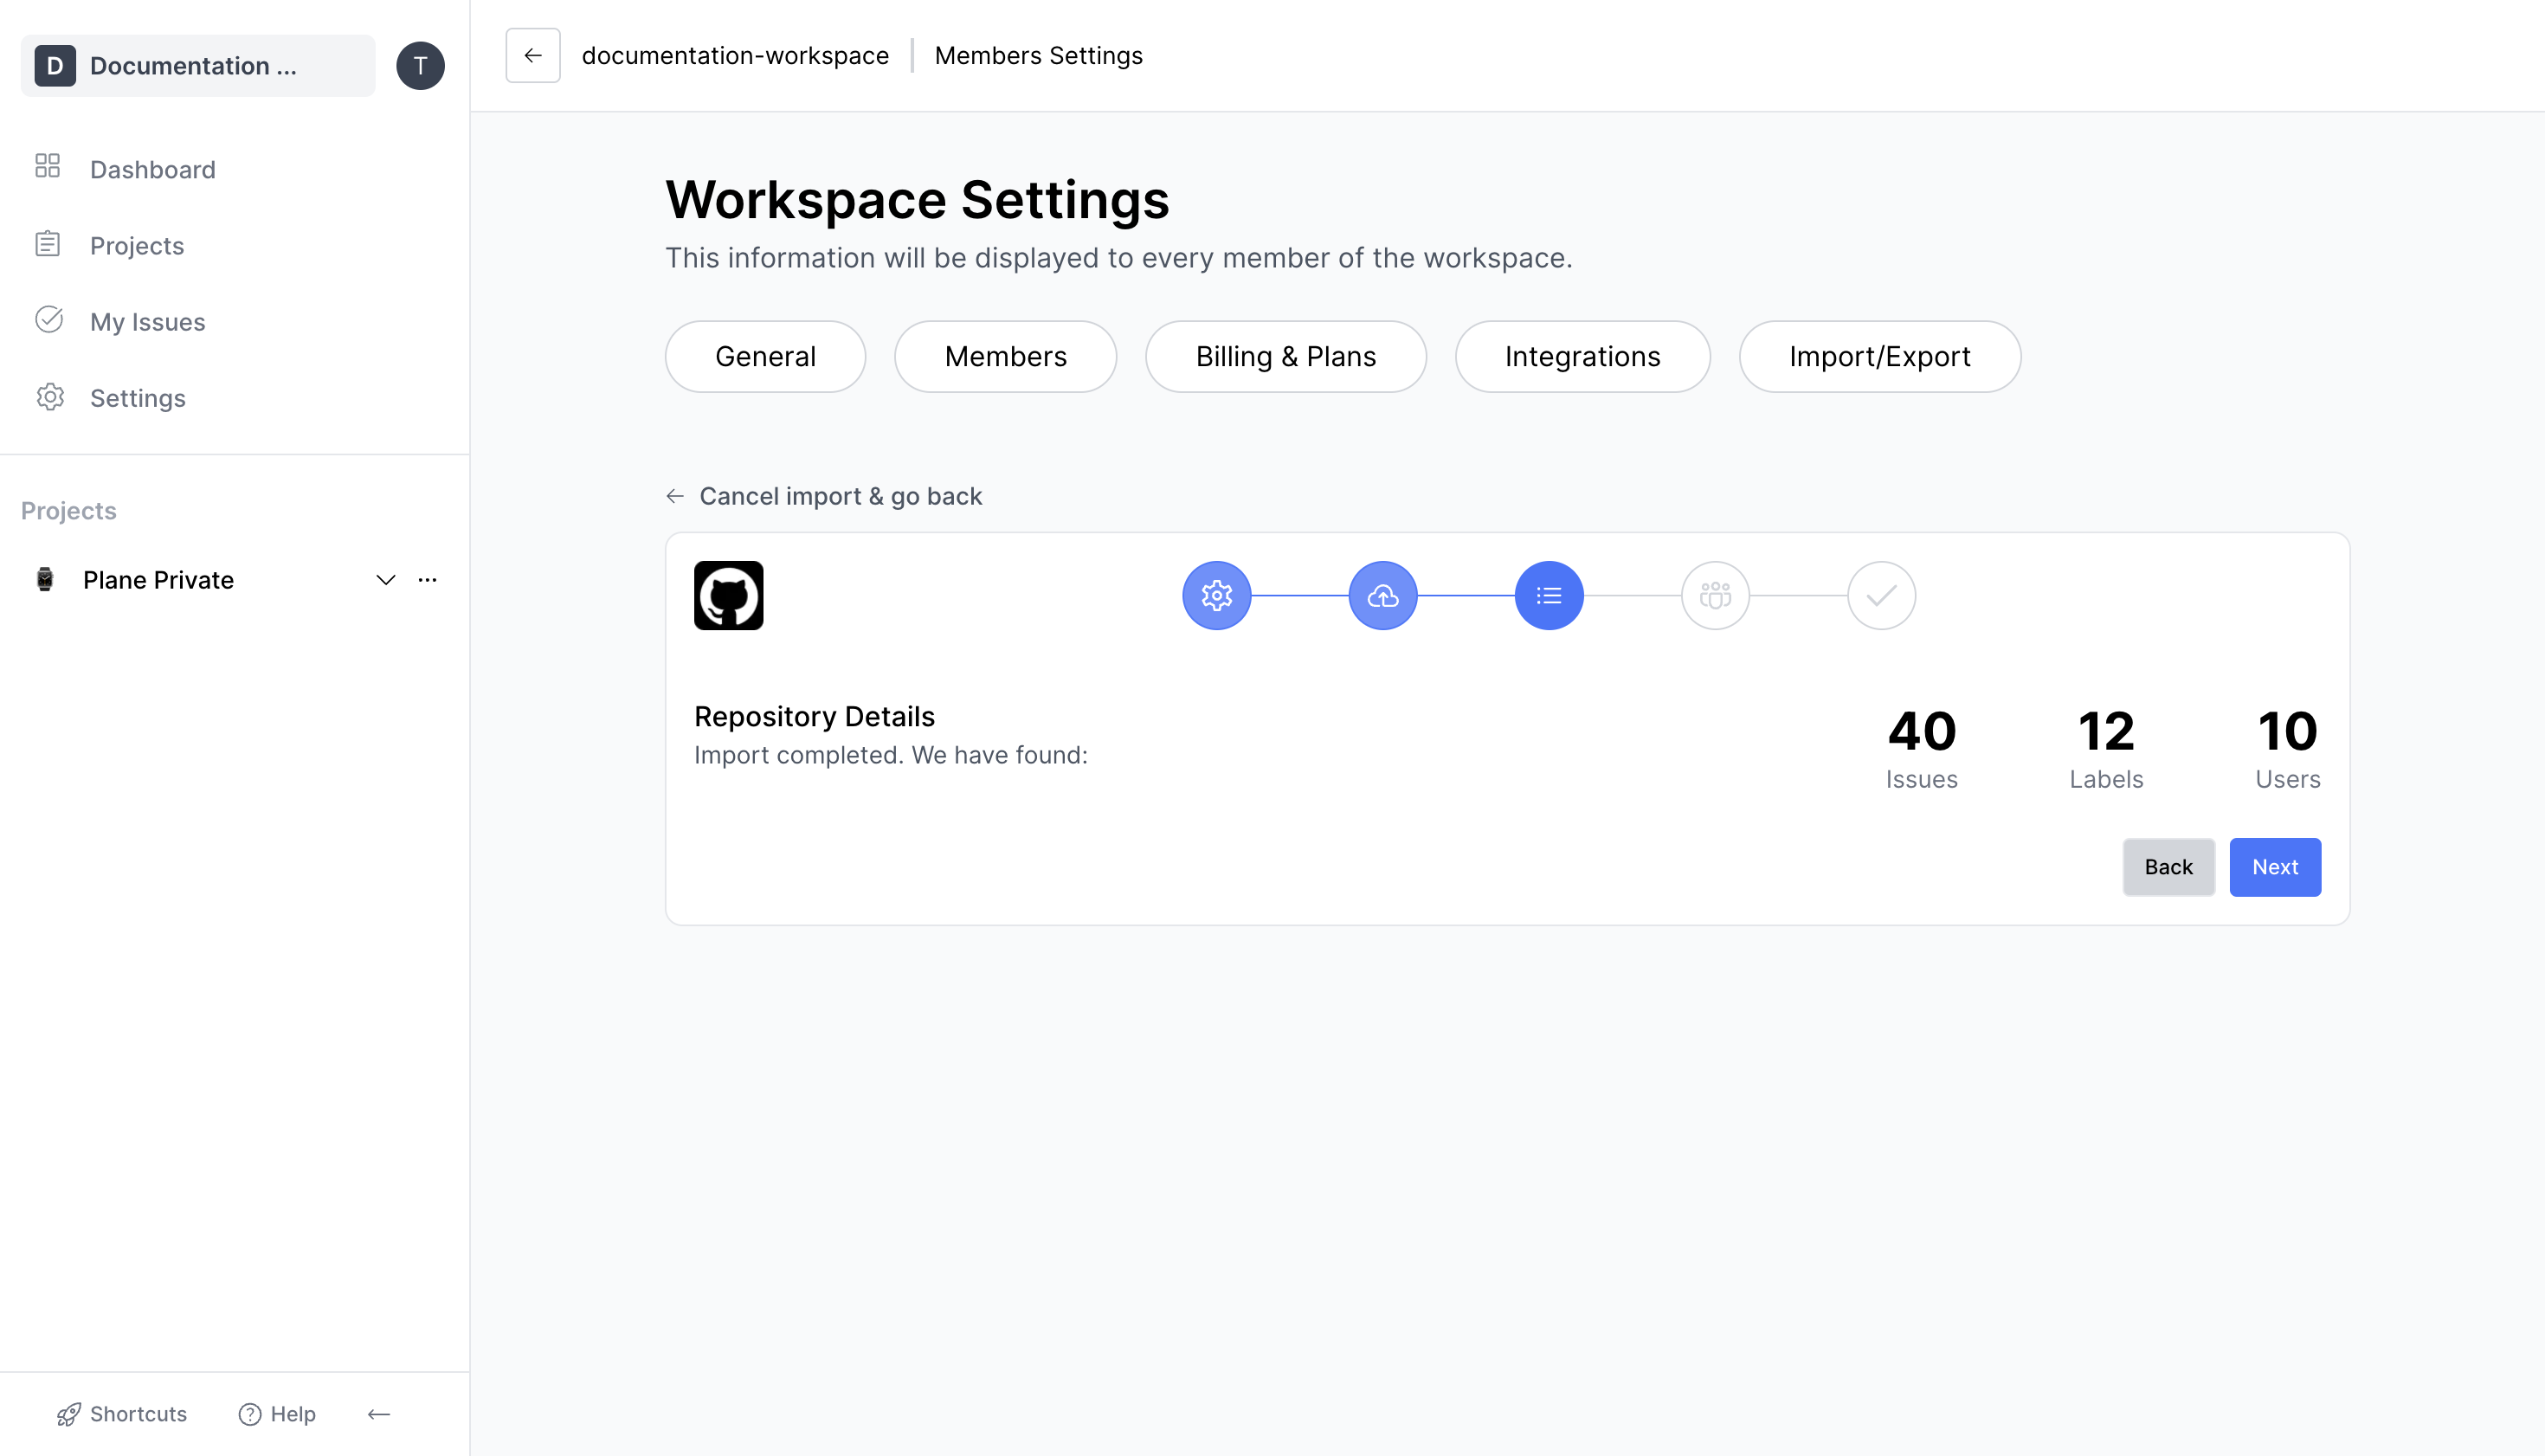 D Documentation ...
T
Dashboard
Projects
My Issues
Settings
Projects
Plane Private
Shortcuts
Help
documentation-workspace
Members Settings
Workspace Settings
This information will be displayed to every member of the workspace.
General
Members
Billing & Plans
Integrations
Import/Export
Cancel import & go back
Repository Details
Import completed. We have found:
40
Issues
12
Labels
10
Users
Back
Next